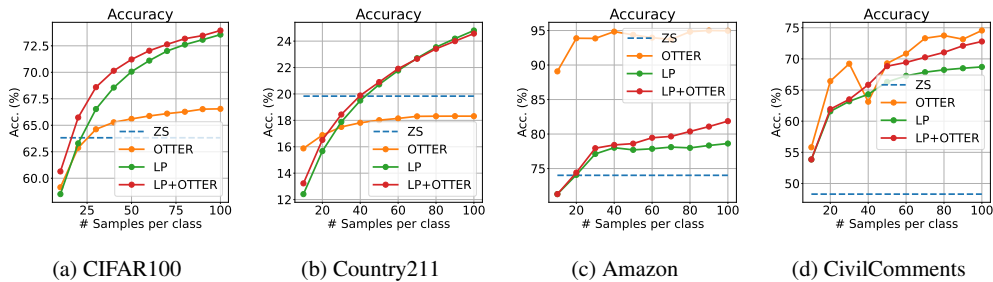 Accuracy
Acc. (%)
72.5
70.0
67.5
65.0
62.5
60.0
25
50
75
100
# Samples per class
ZS
OTTER
LP
LP+OTTER
(a) CIFAR100
Accuracy
Acc. (%)
24
22
20
18
16
14
12
20
40
60
80
100
# Samples per class
ZS
OTTER
LP
LP+OTTER
(b) Country211
Accuracy
Acc. (%)
95
90
85
80
75
20
40
60
80
100
# Samples per class
ZS
OTTER
LP
LP+OTTER
(c) Amazon
Accuracy
Acc. (%)
75
70
65
60
55
50
20
40
60
80
100
# Samples per class
ZS
OTTER
LP
LP+OTTER
(d) CivilComments